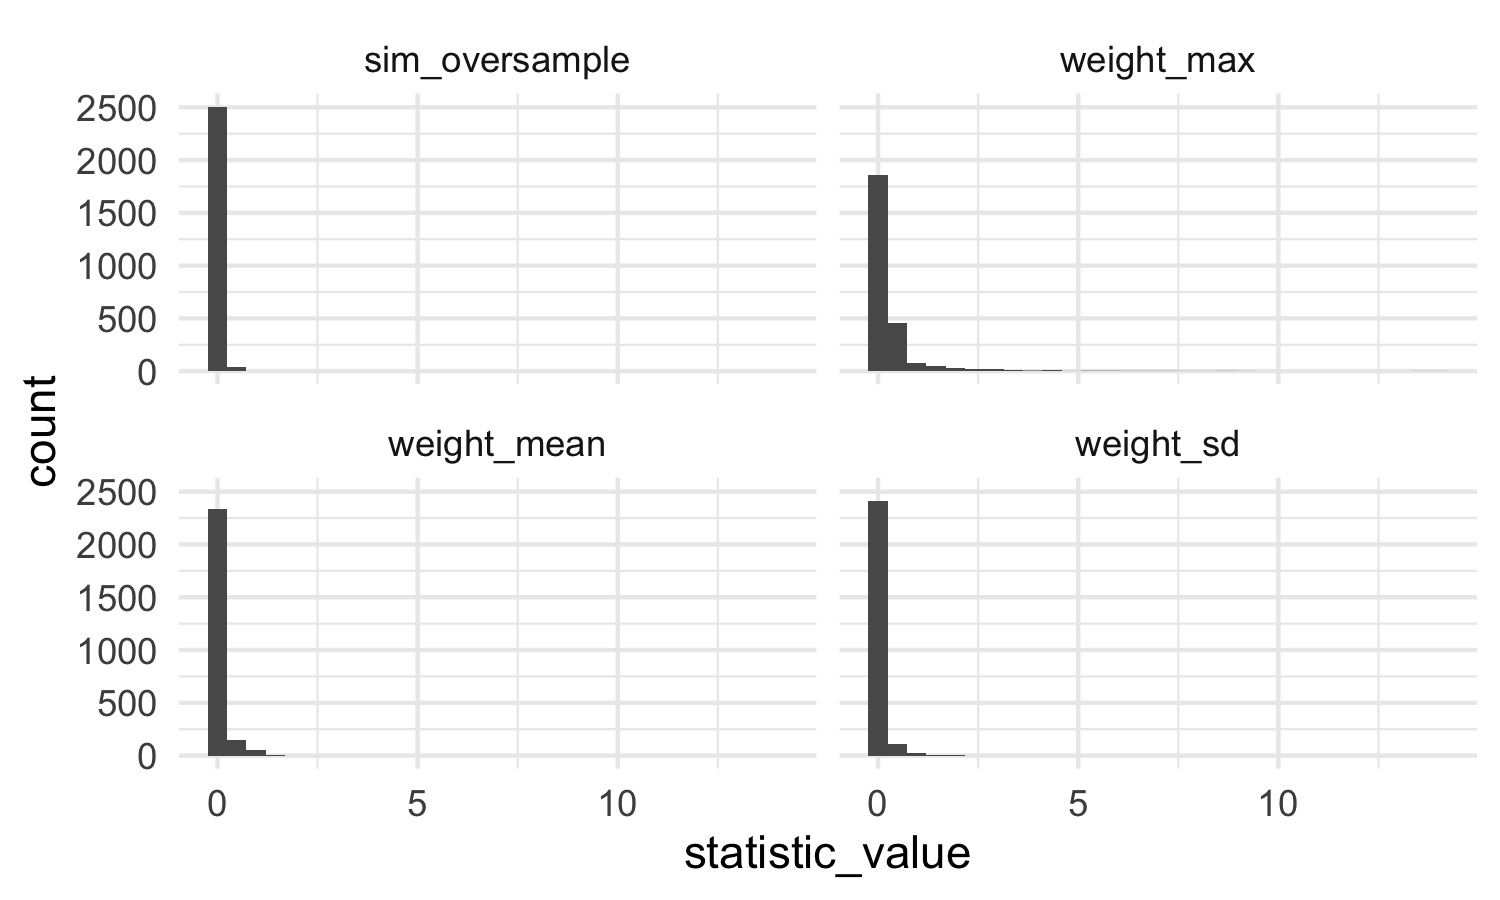 sim_oversample weight_max
2500
2000
1500
1000
500
0
weight_mean weight_sd
2500
2000
1500
1000
500
0
0 5 10 0 5 10
statistic_value
count